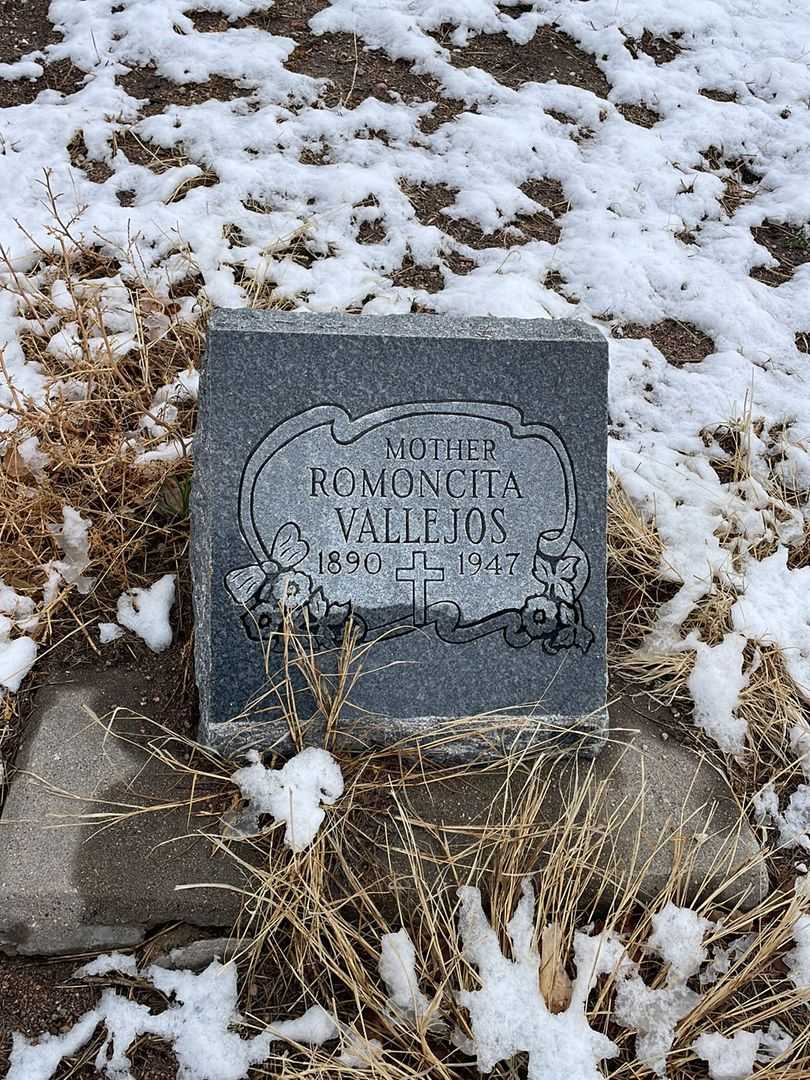 MOTHER
ROMONCITA
VALLEJOS
1890 1947